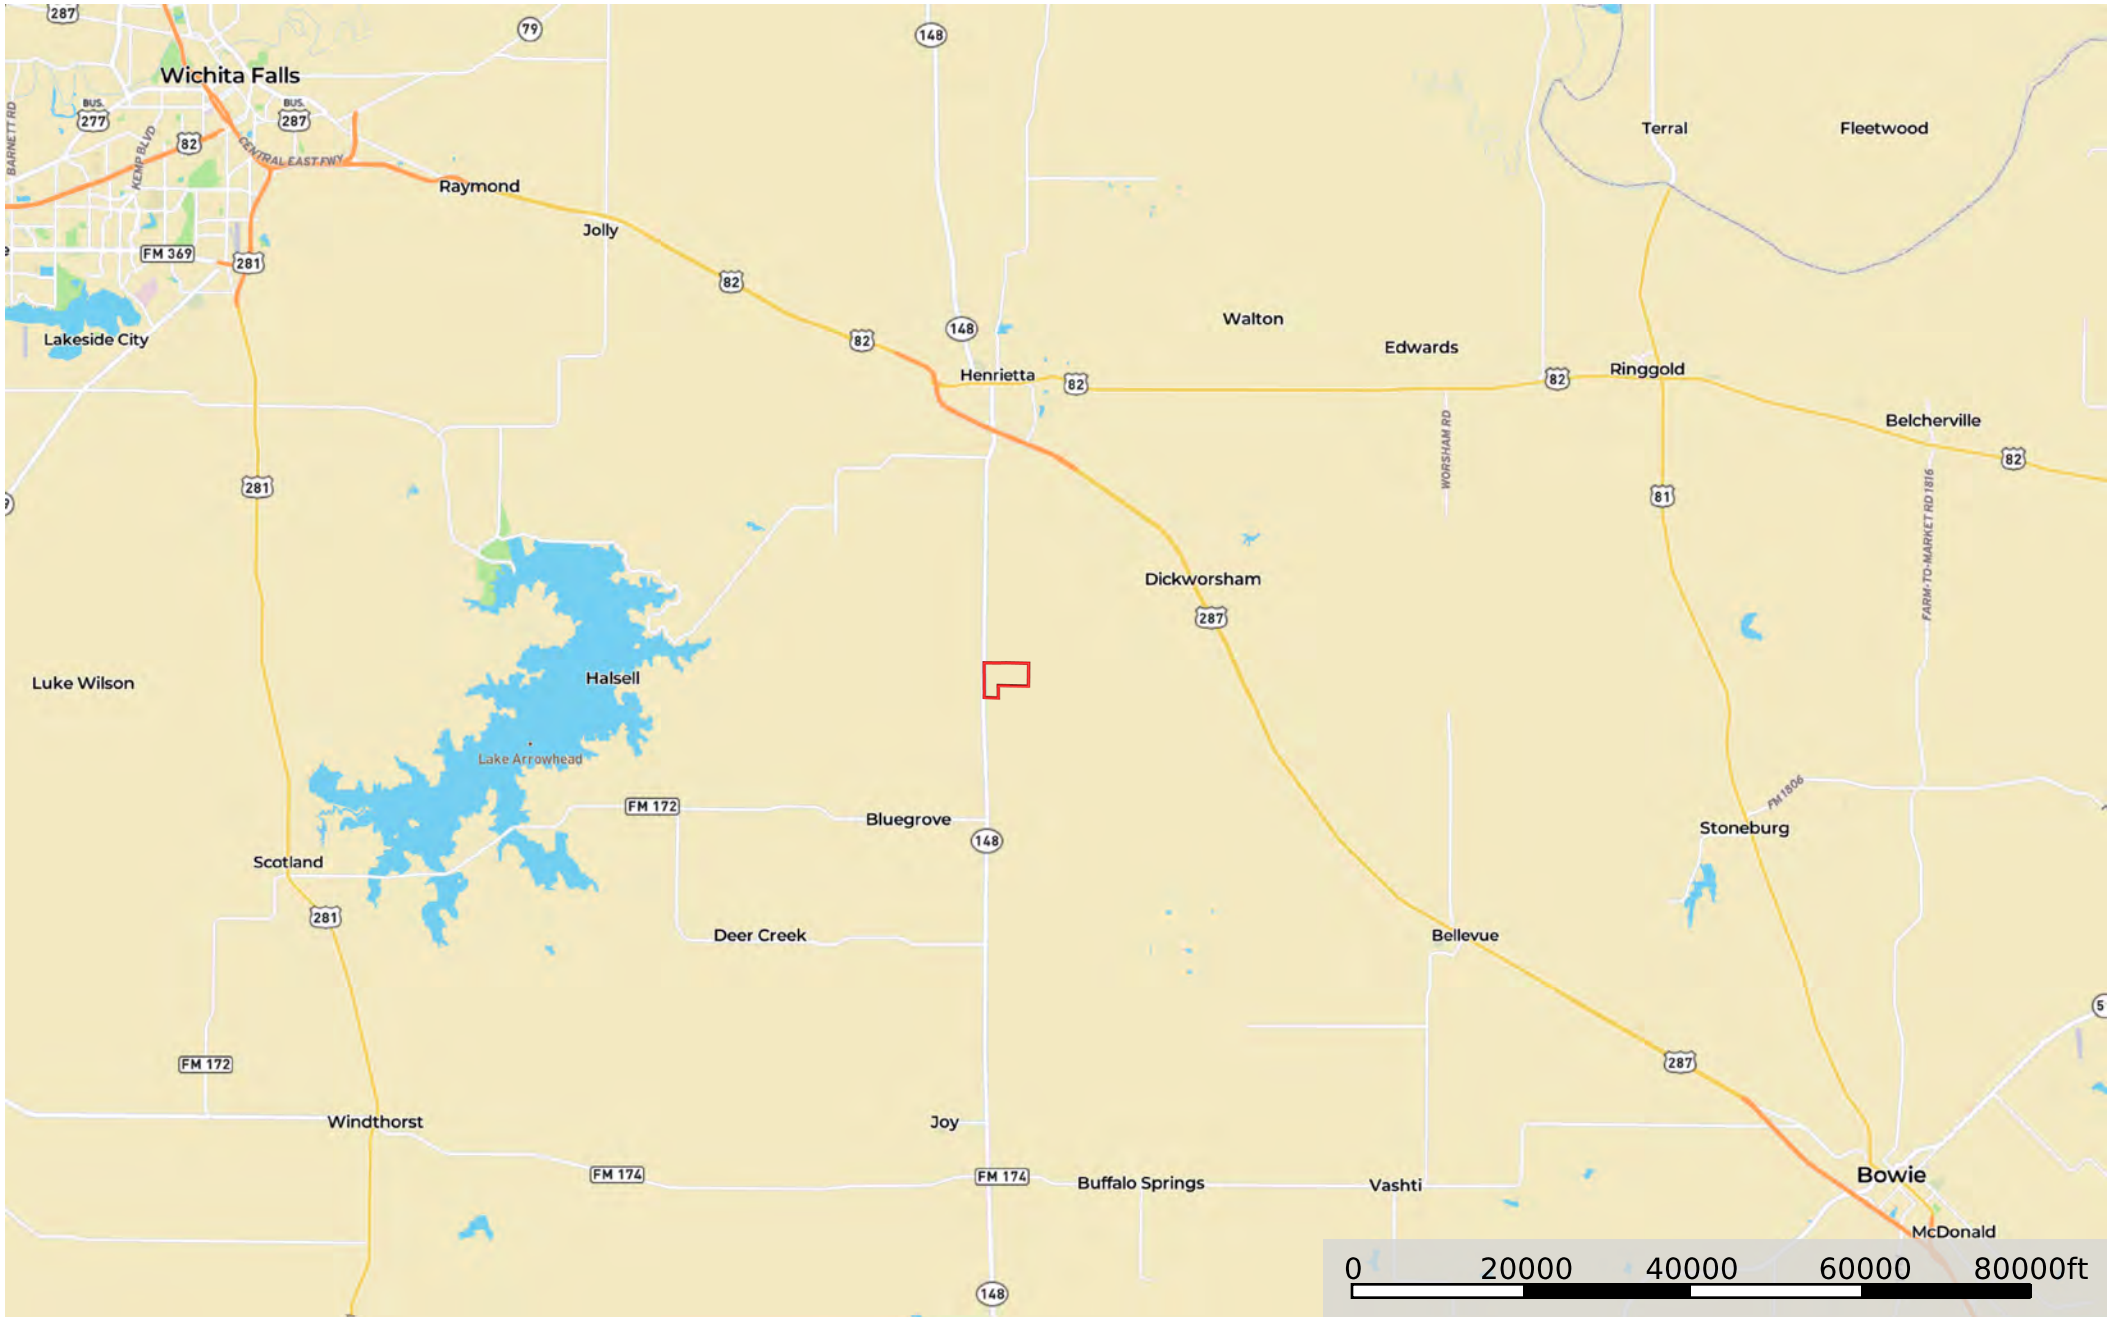 287
79
148
Wichita Falls
BUS.
277
BUS.
287
BARNETT RD
KEMP BLVD
82
CENTRAL EAST FWY
Terral
Fleetwood
Raymond
Jolly
FM 369
281
82
Lakeside City
82
148
Walton
Edwards
Henrietta
82
82
Ringgold
Belcherville
82
WORSHAM RD
281
81
FARM-TO-MARKET RD 1816
Dickworsham
287
Luke Wilson
Halsell
Lake Arrowhead
FM 172
Bluegrove
148
FM 1806
Stoneburg
Scotland
281
Deer Creek
Bellevue
FM 172
287
Windthorst
Joy
FM 174
FM 174
Buffalo Springs
Vashti
Bowie
McDonald
148
0 20000 40000 60000 80000ft